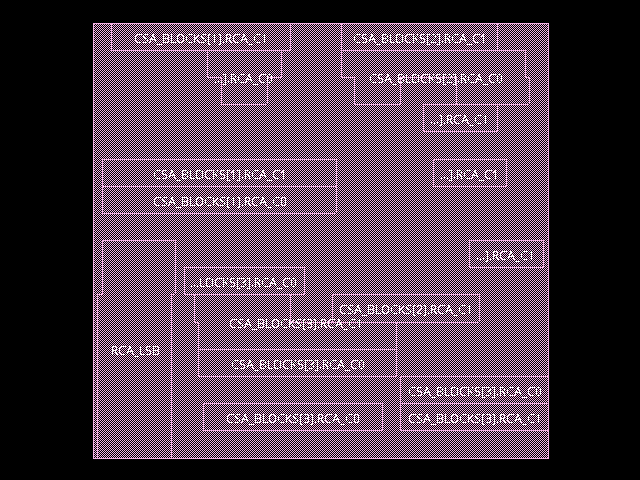 CSA_BLOCKS[1].RCA_C1
CSA_BLOCKS[2].RCA_C1
].RCA_C0
CSA_BLOCKS[2].RCA_C0
...].RCA_C1
CSA_BLOCKS[1].RCA_C1
...].RCA_C1
CSA_BLOCKS[1].RCA_C0
...].RCA_C1
...LOCKS[3].RCA_C0
CSA_BLOCKS[2].RCA_C1
CSA_BLOCKS[3].RCA_C1
RCA_LSB
CSA_BLOCKS[2].RCA_C0
CSA_BLOCKS[2].RCA_C0
CSA_BLOCKS[3].RCA_C0
CSA_BLOCKS[3].RCA_C1